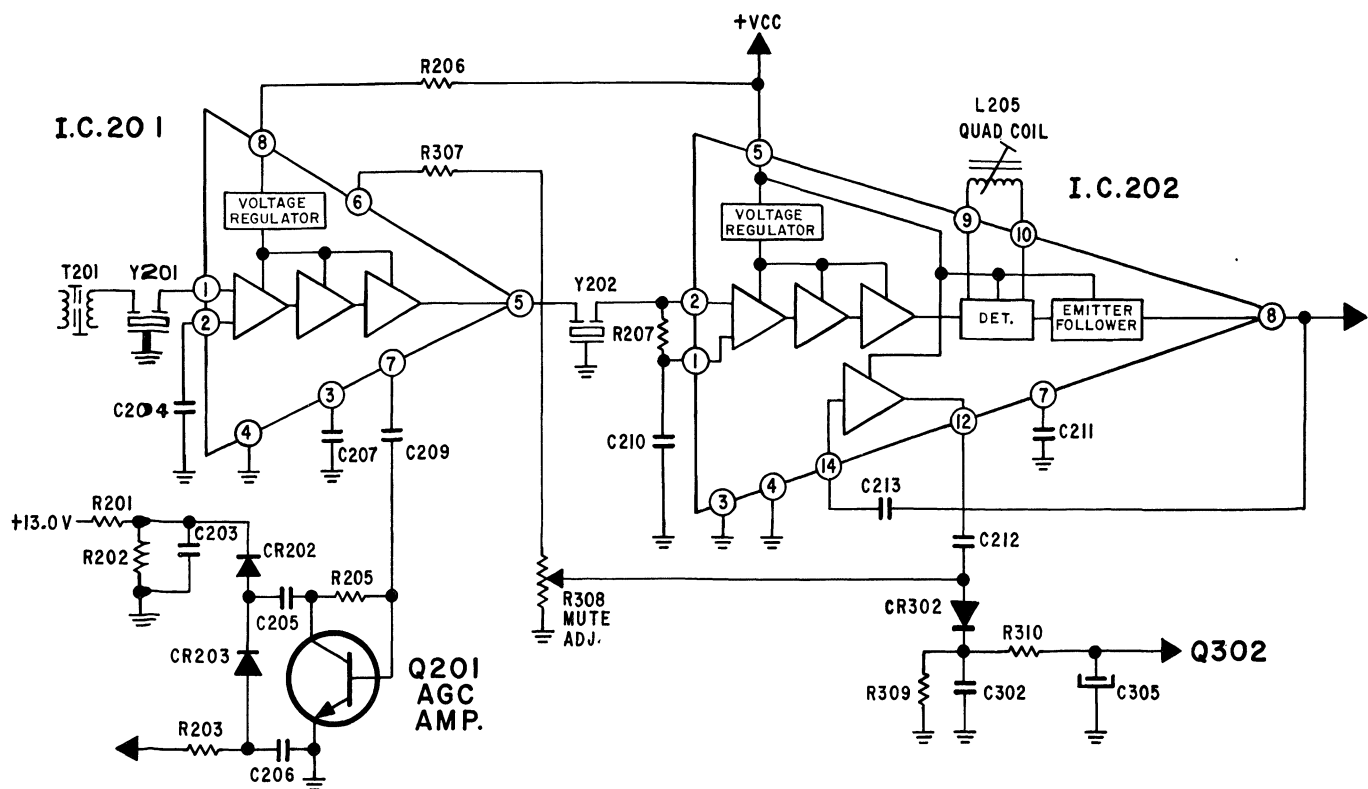 +VCC
R206
L205
QUAD COIL
I.C.201
I.C.202
8
R307
5
6
9
10
VOLTAGE
REGULATOR
VOLTAGE
REGULATOR
T201
Y201
1
2
5
Y202
2
R207
1
DET.
EMITTER
FOLLOWER
8
C204
4
3
7
C207
C209
C210
3
4
14
12
7
C211
C213
C212
R201
+13.0V
R202
C203
CR202
R205
C205
R308
MUTE
ADJ.
CR302
CR203
Q201
AGC
AMP.
R310
Q302
R309
C302
C305
R203
C206